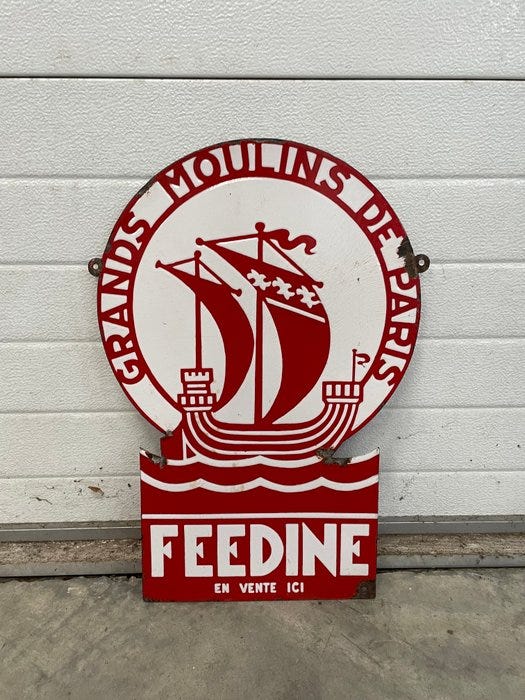 GRANDS MOULINS DE PARIS
FEEDINE
EN VENTE ICI